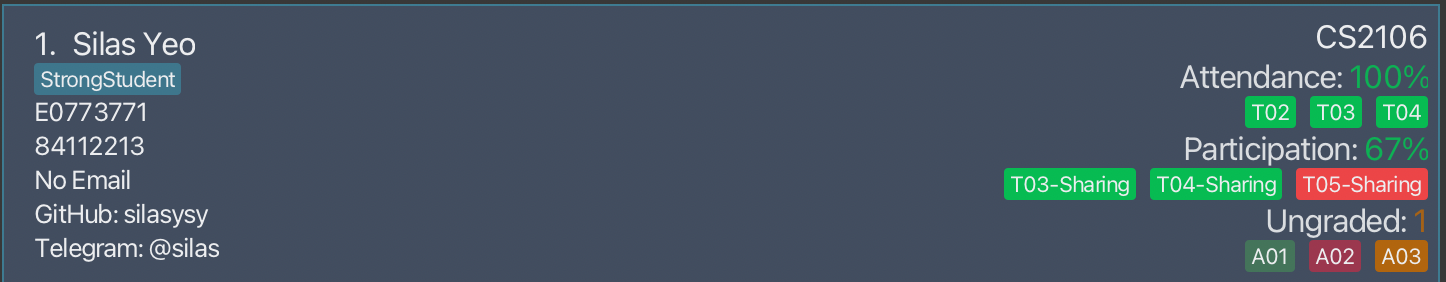 1. Silas Yeo
StrongStudent
E0773771
84112213
No Email
GitHub: silasysy
Telegram: @silas
CS2106
Attendance: 100%
T02 T03 T04
Participation: 67%
T03-Sharing T04-Sharing T05-Sharing
Ungraded: 1
A01 A02 A03